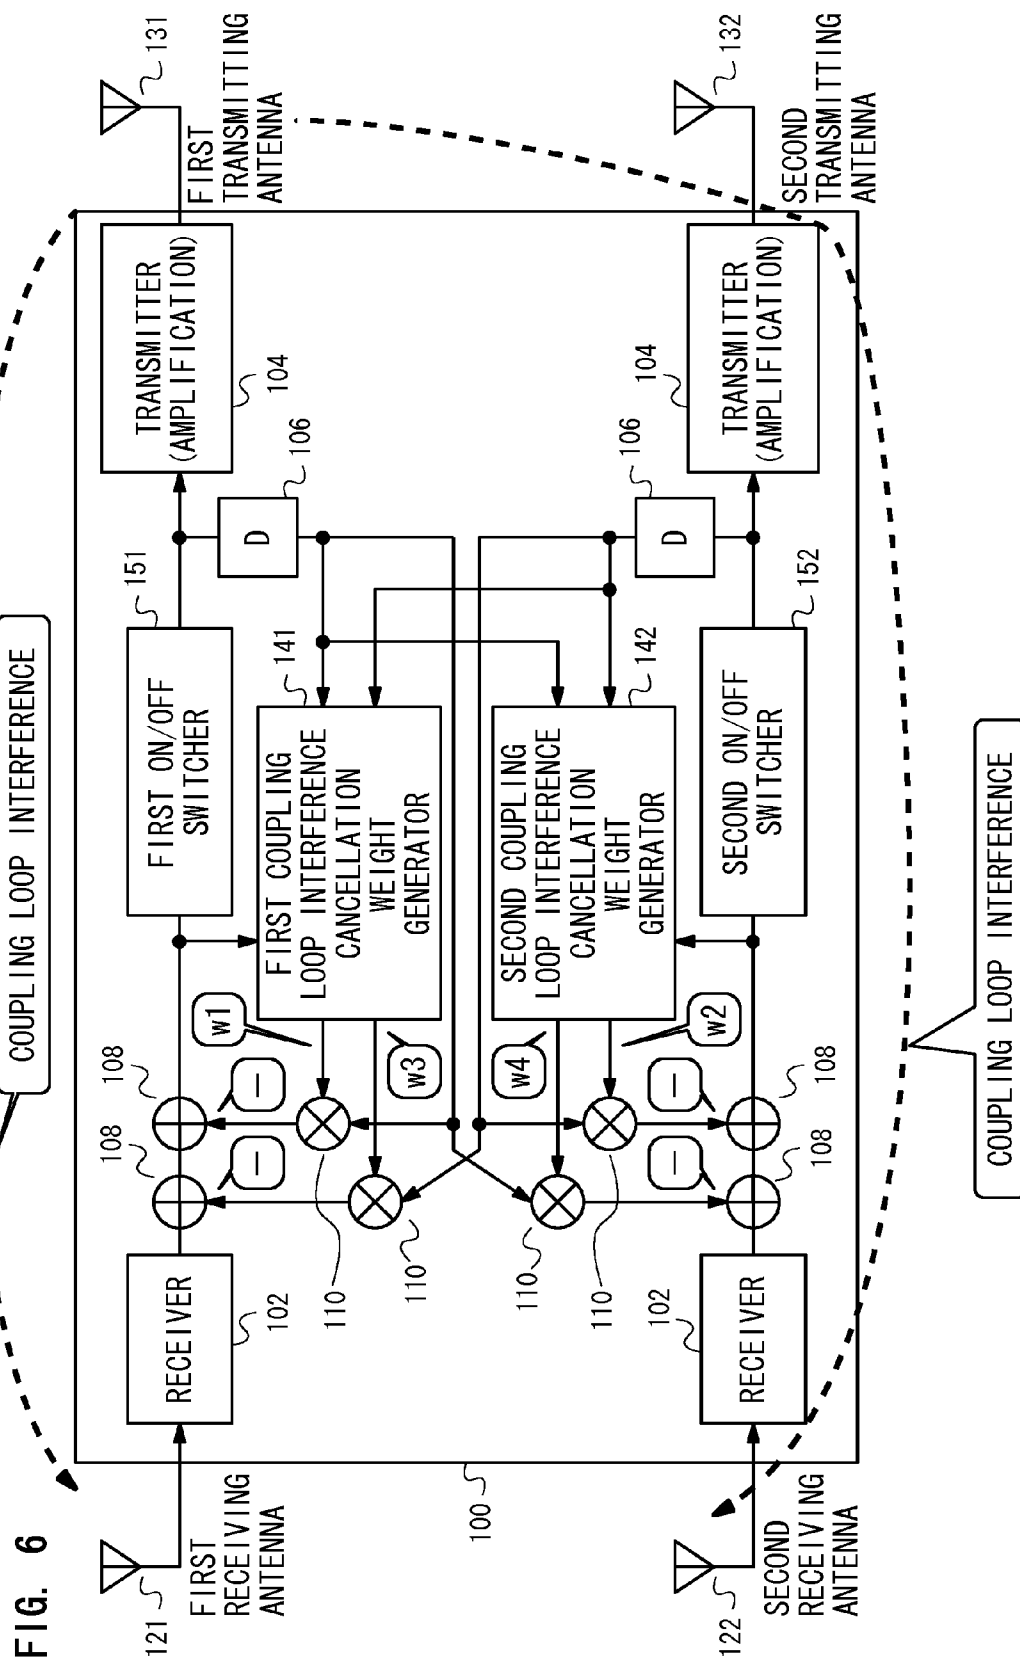 FIG. 6
COUPLING LOOP INTERFERENCE
121
FIRST
RECEIVING
ANTENNA
RECEIVER
102
108
108
−
−
w1
w3
110
110
FIRST COUPLING
LOOP INTERFERENCE
CANCELLATION
WEIGHT
GENERATOR
141
FIRST ON/OFF
SWITCHER
151
D
106
TRANSMITTER
(AMPLIFICATION)
104
131
FIRST
TRANSMITTING
ANTENNA
100
122
SECOND
RECEIVING
ANTENNA
RECEIVER
102
108
108
−
−
w4
w2
110
110
SECOND COUPLING
LOOP INTERFERENCE
CANCELLATION
WEIGHT
GENERATOR
142
SECOND ON/OFF
SWITCHER
152
D
106
TRANSMITTER
(AMPLIFICATION)
104
132
SECOND
TRANSMITTING
ANTENNA
COUPLING LOOP INTERFERENCE